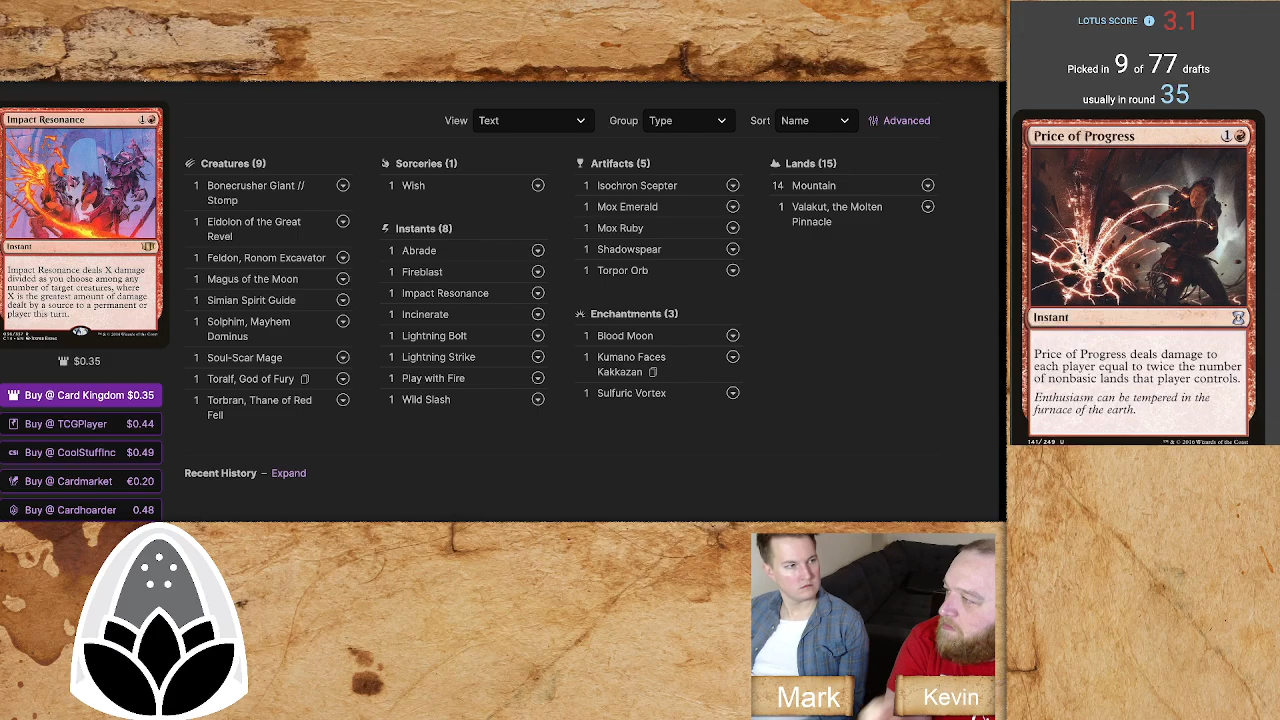 Impact Resonance 1
Instant
Impact Resonance deals X damage
divided as you choose among any
number of target creatures, where
X is the greatest amount of damage
dealt by a source to a permanent or
player this turn.
$0.35
Buy @ Card Kingdom $0.35
Buy @ TCGPlayer $0.44
Buy @ CoolStuffInc $0.49
Buy @ Cardmarket €0.20
Buy @ Cardhoarder 0.48
View Text Group Type Sort Name Advanced
Creatures (9)
1 Bonecrusher Giant //
Stomp
1 Eidolon of the Great
Revel
1 Feldon, Ronom Excavator
1 Magus of the Moon
1 Simian Spirit Guide
1 Solphim, Mayhem
Dominus
1 Soul-Scar Mage
1 Toralf, God of Fury
1 Torbran, Thane of Red
Fell
Sorceries (1)
1 Wish
Instants (8)
1 Abrade
1 Fireblast
1 Impact Resonance
1 Incinerate
1 Lightning Bolt
1 Lightning Strike
1 Play with Fire
1 Wild Slash
Artifacts (5)
1 Isochron Scepter
1 Mox Emerald
1 Mox Ruby
1 Shadowspear
1 Torpor Orb
Enchantments (3)
1 Blood Moon
1 Kumano Faces
Kakkazan
1 Sulfuric Vortex
Lands (15)
14 Mountain
1 Valakut, the Molten
Pinnacle
Recent History – Expand
LOTUS SCORE 3.1
Picked in 9 of 77 drafts
usually in round 35
Price of Progress 1
Instant
Price of Progress deals damage to
each player equal to twice the number
of nonbasic lands that player controls.
Enthusiasm can be tempered in the
furnace of the earth.
141/249 U
™ & © 2016 Wizards of the Coast
Mark
Kevin